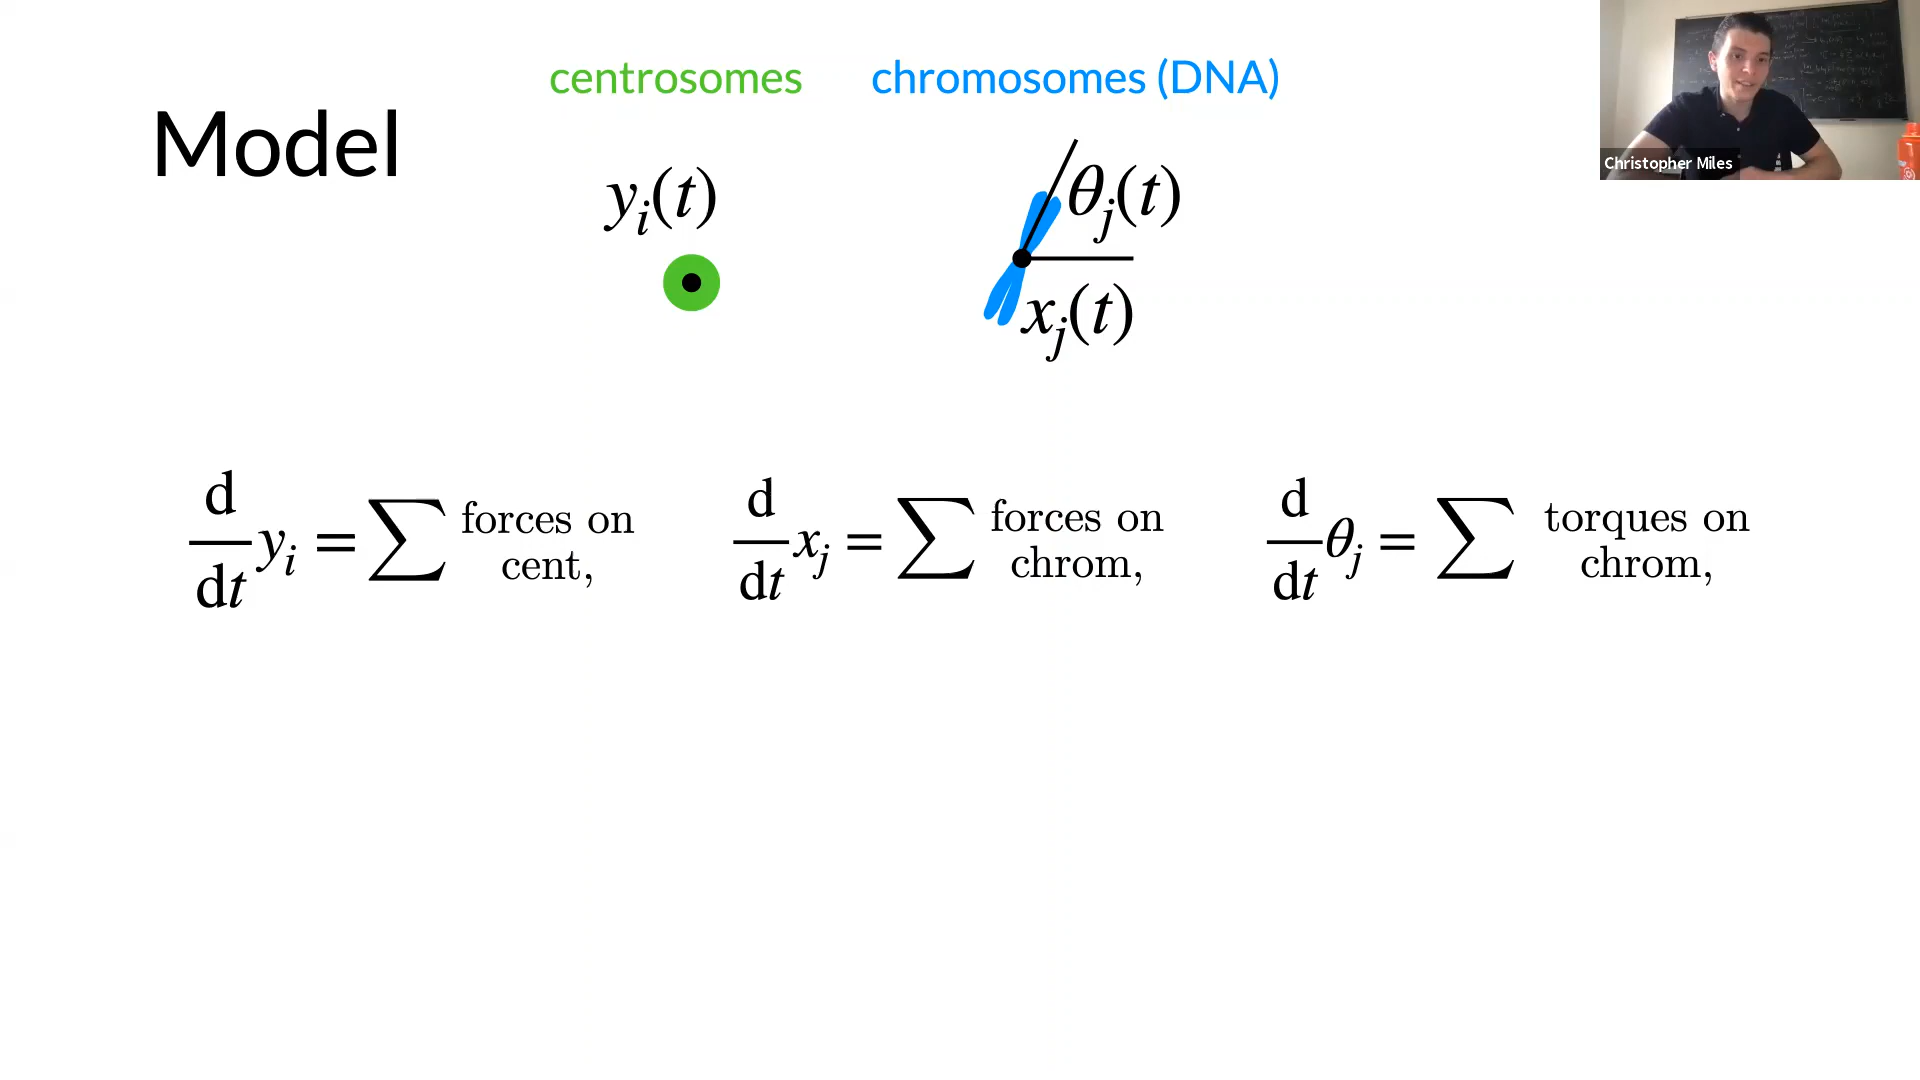 centrosomes
chromosomes (DNA)
Model
y_i(t)
θ_j(t)
x_j(t)
d/dt y_i = ∑ forces on cent,
d/dt x_j = ∑ forces on chrom,
d/dt θ_j = ∑ torques on chrom,
Christopher Miles